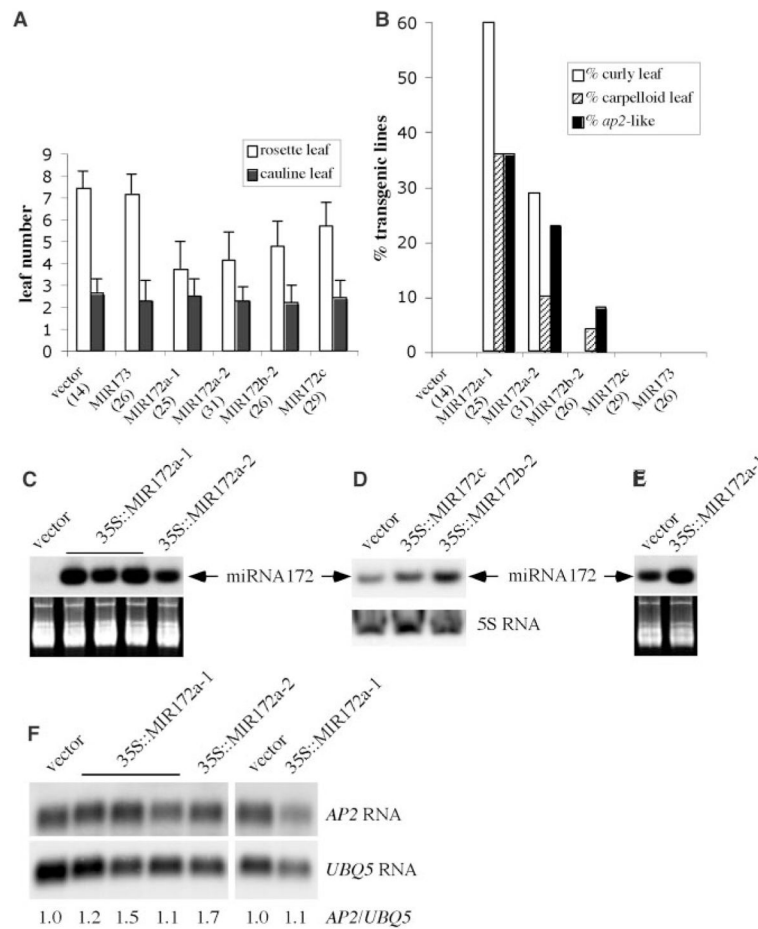 A
rosette leaf
cauline leaf
leaf number
9
8
7
6
5
4
3
2
1
0
vector
(14)
MIR173
(26)
MIR172a-1
(25)
MIR172a-2
(31)
MIR172b-2
(26)
MIR172c
(29)
B
% curly leaf
% carpelloid leaf
% ap2-like
% transgenic lines
60
50
40
30
20
10
0
vector
(14)
MIR172a-1
(25)
MIR172a-2
(31)
MIR172b-2
(26)
MIR172c
(29)
MIR173
(26)
C
vector
35S::MIR172a-1
35S::MIR172a-2
miRNA172
D
vector
35S::MIR172c
35S::MIR172b-2
miRNA172
5S RNA
E
vector
35S::MIR172a-1
F
vector
35S::MIR172a-1
35S::MIR172a-2
vector
35S::MIR172a-1
AP2 RNA
UBQ5 RNA
1.0 1.2 1.5 1.1 1.7 1.0 1.1 AP2/UBQ5